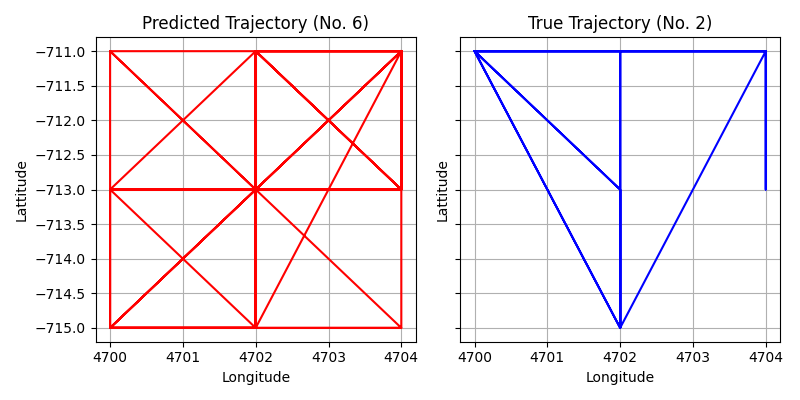 Predicted Trajectory (No. 6)
True Trajectory (No. 2)
−711.0
−711.5
−712.0
−712.5
−713.0
−713.5
−714.0
−714.5
−715.0
Lattitude
Lattitude
4700 4701 4702 4703 4704
4700 4701 4702 4703 4704
Longitude
Longitude